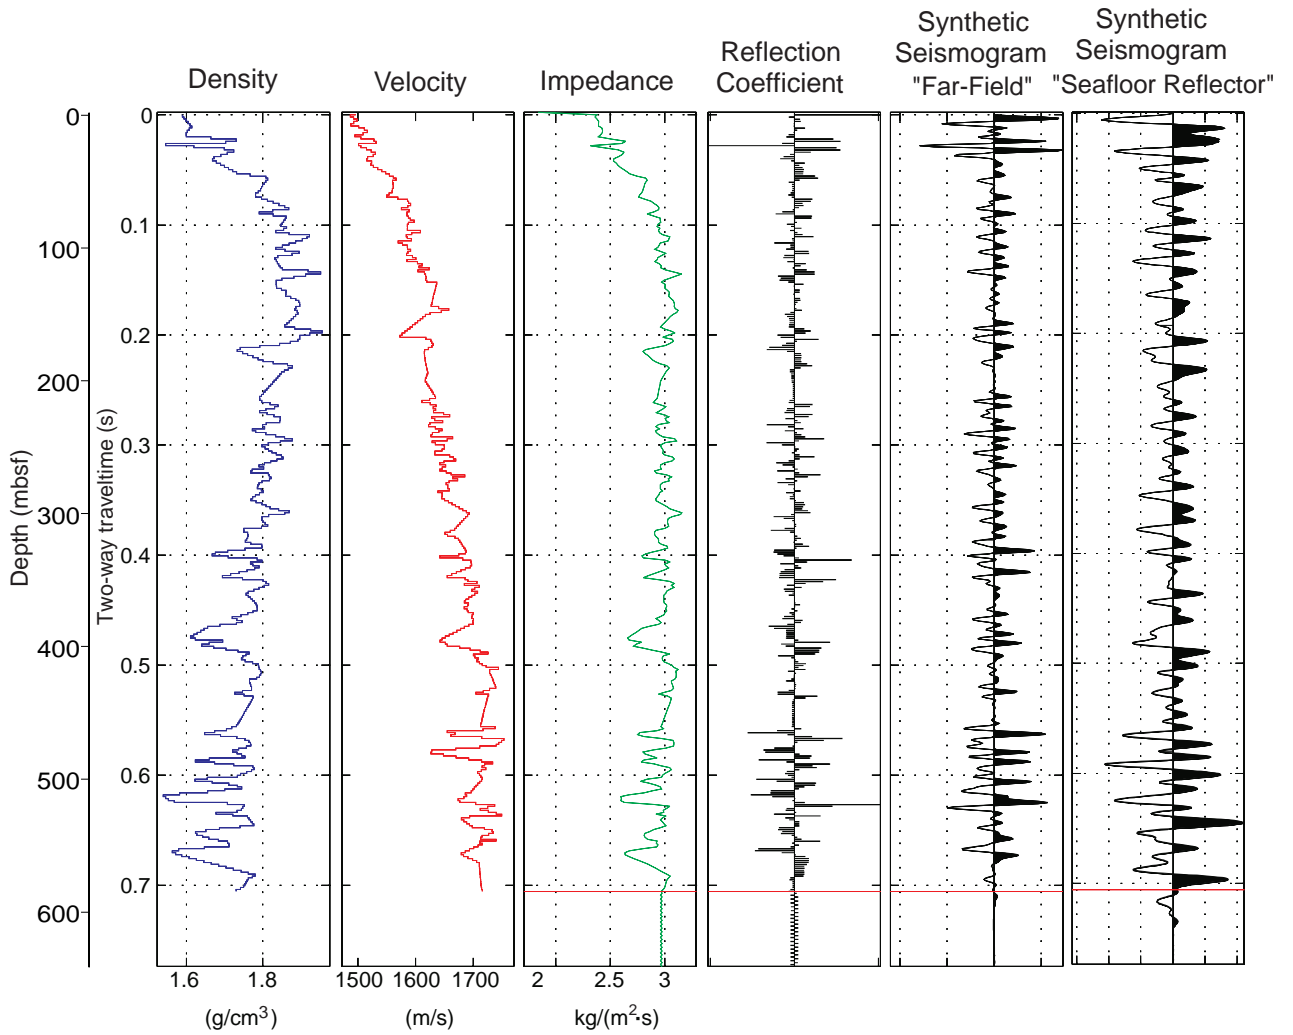 Synthetic
Seismogram
"Far-Field"
Synthetic
Seismogram
"Seafloor Reflector"
Reflection
Coefficient
Density
Velocity
Impedance
Depth (mbsf)
0
100
200
300
400
500
600
Two-way traveltime (s)
0
0.1
0.2
0.3
0.4
0.5
0.6
0.7
1.6
1.8
(g/cm³)
1500
1600
1700
(m/s)
2
2.5
3
kg/(m²·s)